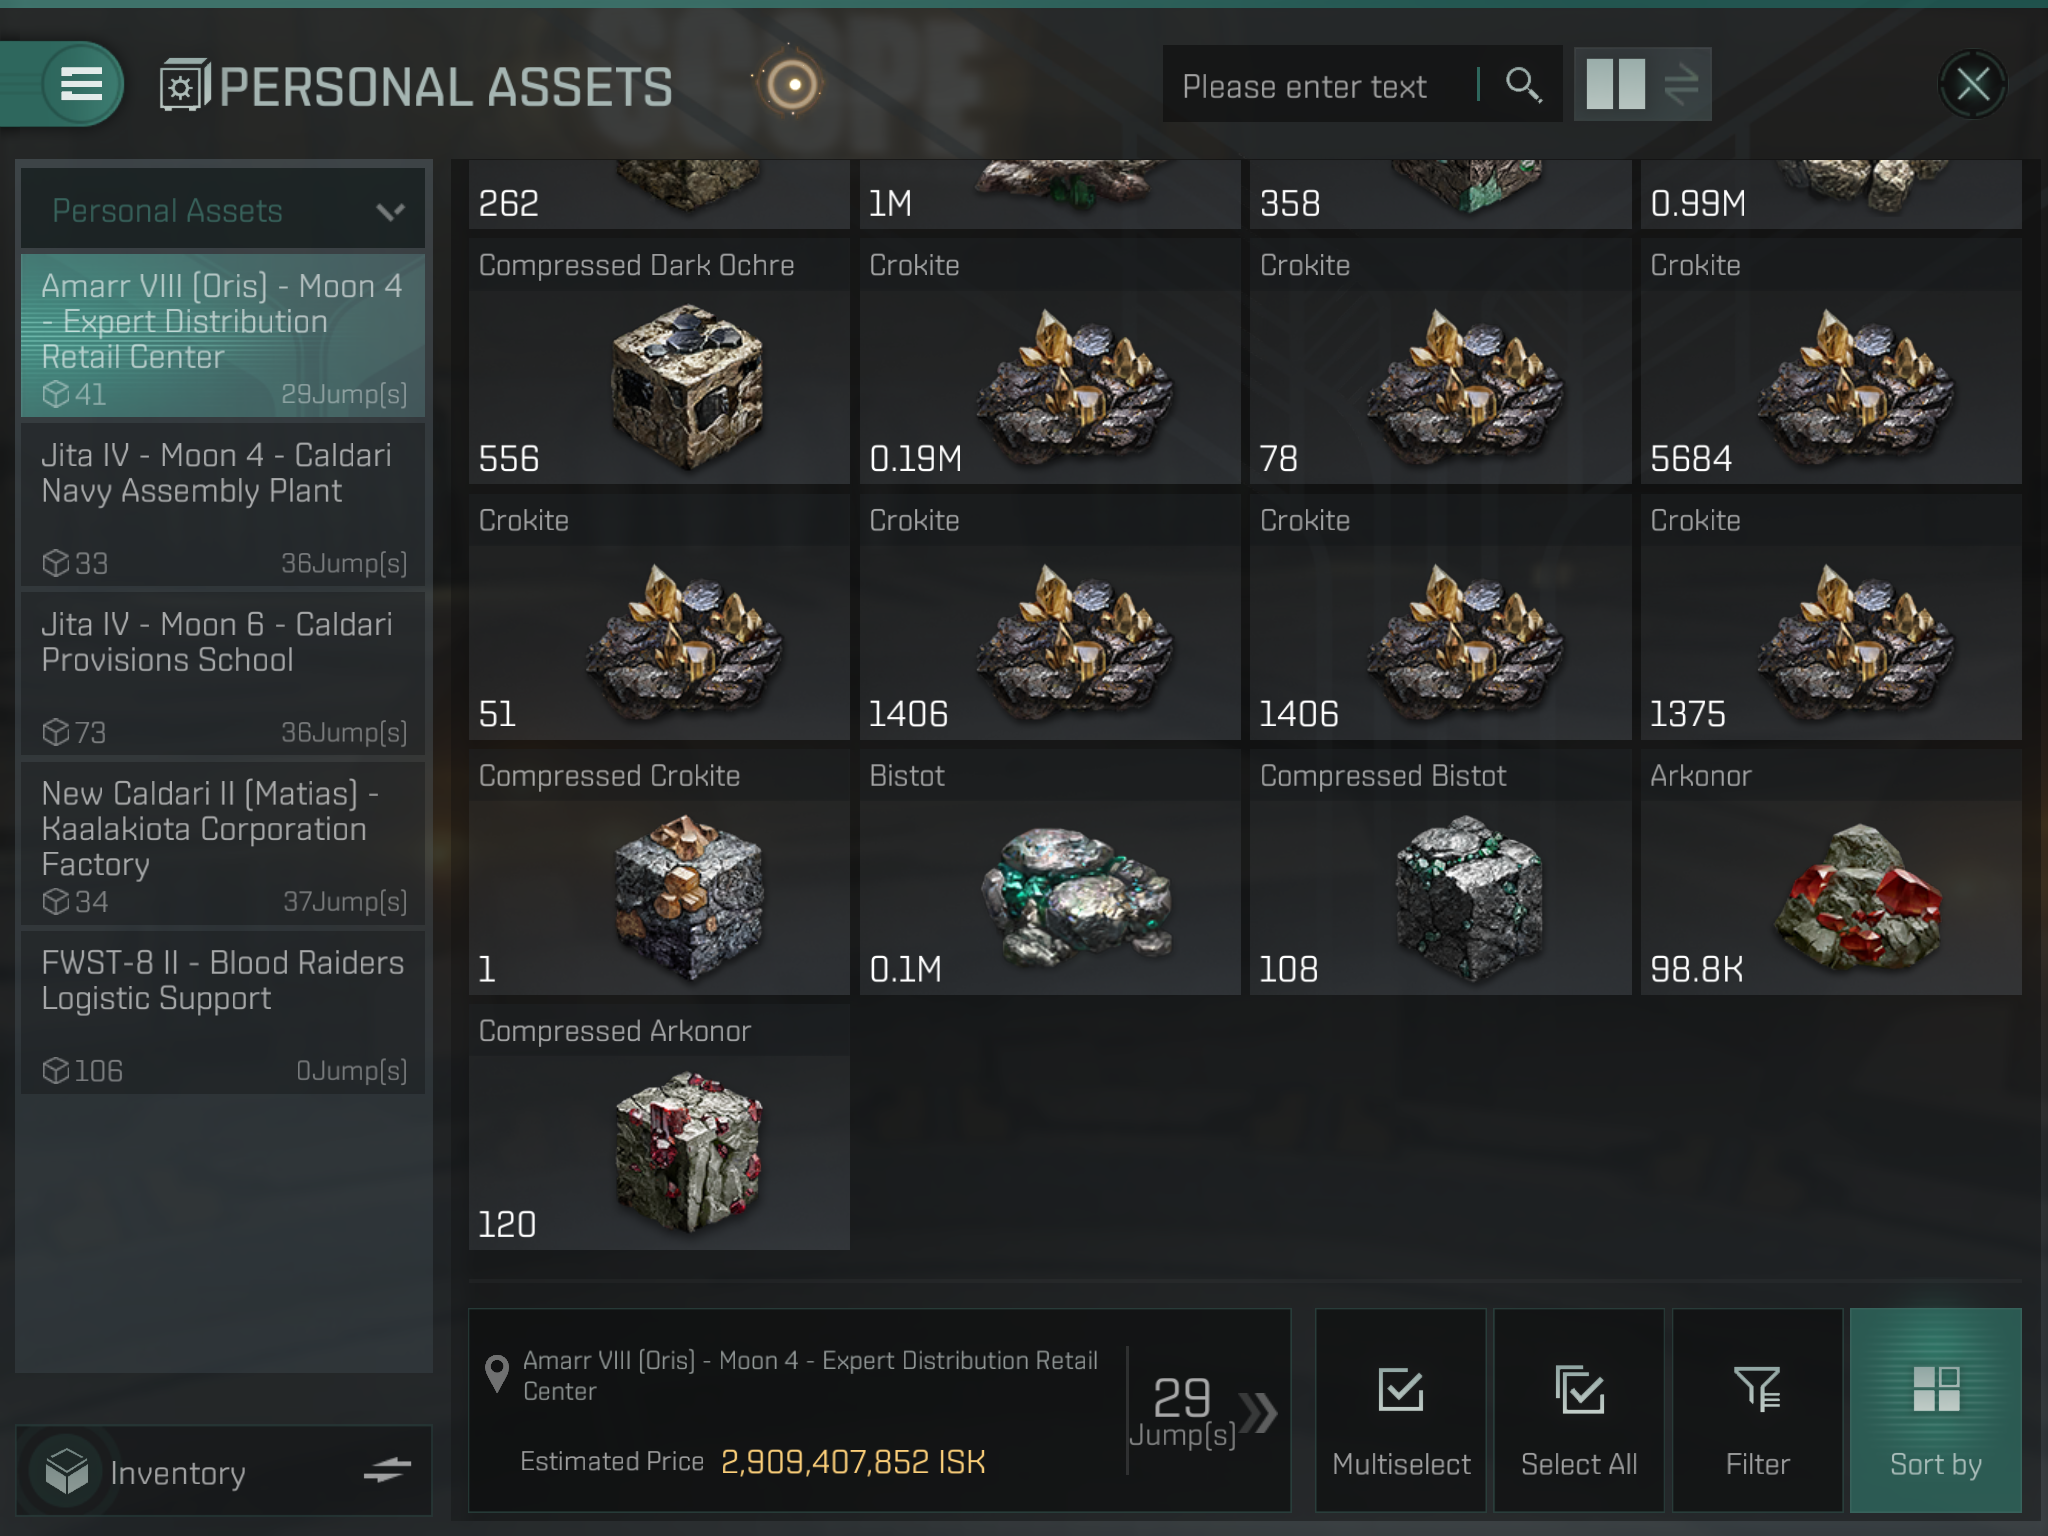 SCOPE
PERSONAL ASSETS
Please enter text
Personal Assets
Amarr VIII (Oris) - Moon 4
- Expert Distribution
Retail Center
41
29Jump(s)
Jita IV - Moon 4 - Caldari
Navy Assembly Plant
33
36Jump(s)
Jita IV - Moon 6 - Caldari
Provisions School
73
36Jump(s)
New Caldari II (Matias) -
Kaalakiota Corporation
Factory
34
37Jump(s)
FWST-8 II - Blood Raiders
Logistic Support
106
0Jump(s)
Inventory
262
1M
358
0.99M
Compressed Dark Ochre
556
Crokite
0.19M
Crokite
78
Crokite
5684
Crokite
51
Crokite
1406
Crokite
1406
Crokite
1375
Compressed Crokite
1
Bistot
0.1M
Compressed Bistot
108
Arkonor
98.8K
Compressed Arkonor
120
Amarr VIII (Oris) - Moon 4 - Expert Distribution Retail
Center
Estimated Price 2,909,407,852 ISK
29
Jump(s)
Multiselect
Select All
Filter
Sort by